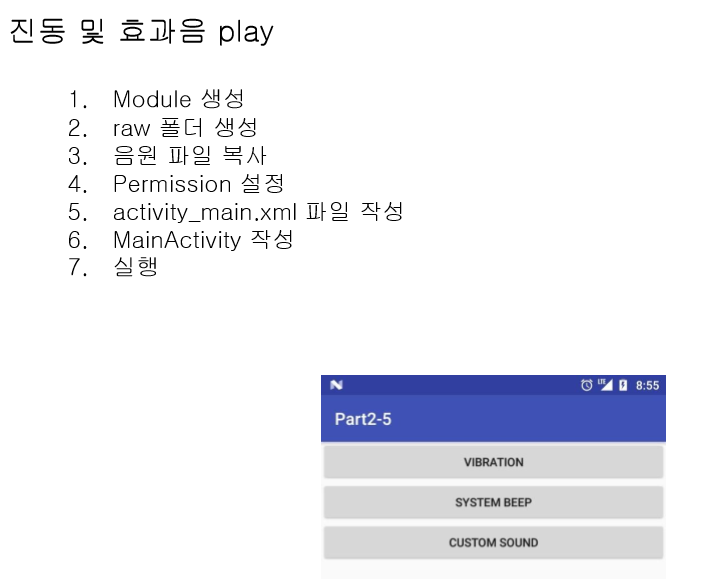 진동 및 효과음 play
1. Module 생성
2. raw 폴더 생성
3. 음원 파일 복사
4. Permission 설정
5. activity_main.xml 파일 작성
6. MainActivity 작성
7. 실행
LTE 8:55
Part2-5
VIBRATION
SYSTEM BEEP
CUSTOM SOUND